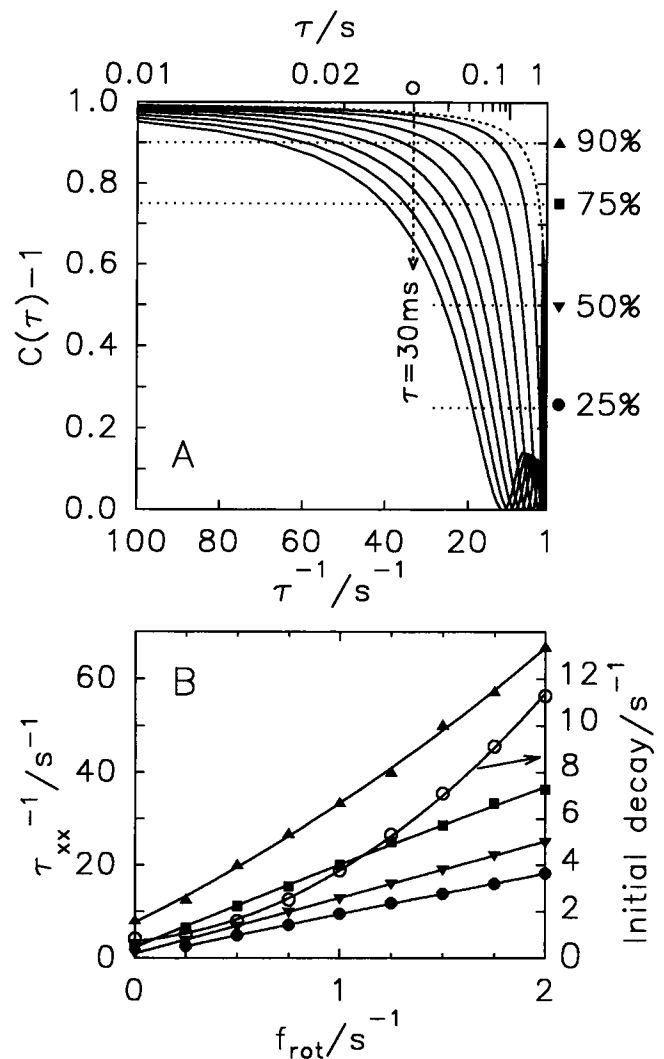 τ/s
0.01 0.02 0.1 1
1.0
0.8
0.6
0.4
0.2
0.0
C(τ)−1
A
τ=30ms
90%
75%
50%
25%
100 80 60 40 20 1
τ⁻¹/s⁻¹
B
60
40
20
0
τxx⁻¹/s⁻¹
12
10
8
6
4
2
0
Initial decay/s⁻¹
0 1 2
f_rot/s⁻¹